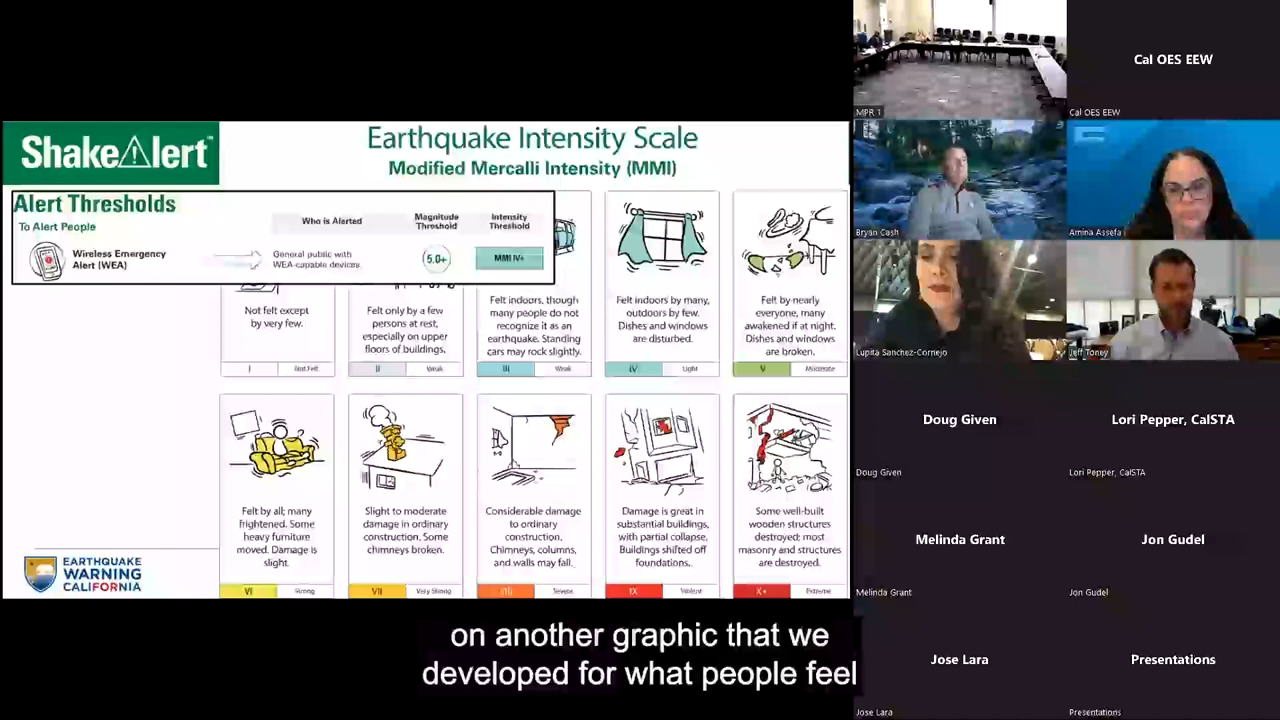 ShakeAlert™
Earthquake Intensity Scale
Modified Mercalli Intensity (MMI)
Alert Thresholds
To Alert People
Who is Alerted
Magnitude
Threshold
Intensity
Threshold
Wireless Emergency
Alert (WEA)
General public with
WEA-capable devices.
5.0+
MMI IV+
Not felt except
by very few.
I Not Felt
Felt only by a few
persons at rest,
especially on upper
floors of buildings.
II Weak
Felt indoors, though
many people do not
recognize it as an
earthquake. Standing
cars may rock slightly.
III Weak
Felt indoors by many,
outdoors by few.
Dishes and windows
are disturbed.
IV Light
Felt by nearly
everyone, many
awakened if at night.
Dishes and windows
are broken.
V Moderate
Felt by all; many
frightened. Some
heavy furniture
moved. Damage is
slight.
VI Strong
Slight to moderate
damage in ordinary
construction. Some
chimneys broken.
VII Very Strong
Considerable damage
to ordinary
construction.
Chimneys, columns,
and walls may fall.
VIII Severe
Damage is great in
substantial buildings,
with partial collapse.
Buildings shifted off
foundations.
IX Violent
Some well-built
wooden structures
destroyed; most
masonry and structures
are destroyed.
X+ Extreme
EARTHQUAKE
WARNING
CALIFORNIA
on another graphic that we
developed for what people feel
MPR 1
Cal OES EEW
Cal OES EEW
Bryan Cash
Amina Assefa
Lupita Sanchez-Cornejo
Jeff Toney
Doug Given
Doug Given
Lori Pepper, CalSTA
Lori Pepper, CalSTA
Melinda Grant
Melinda Grant
Jon Gudel
Jon Gudel
Jose Lara
Jose Lara
Presentations
Presentations